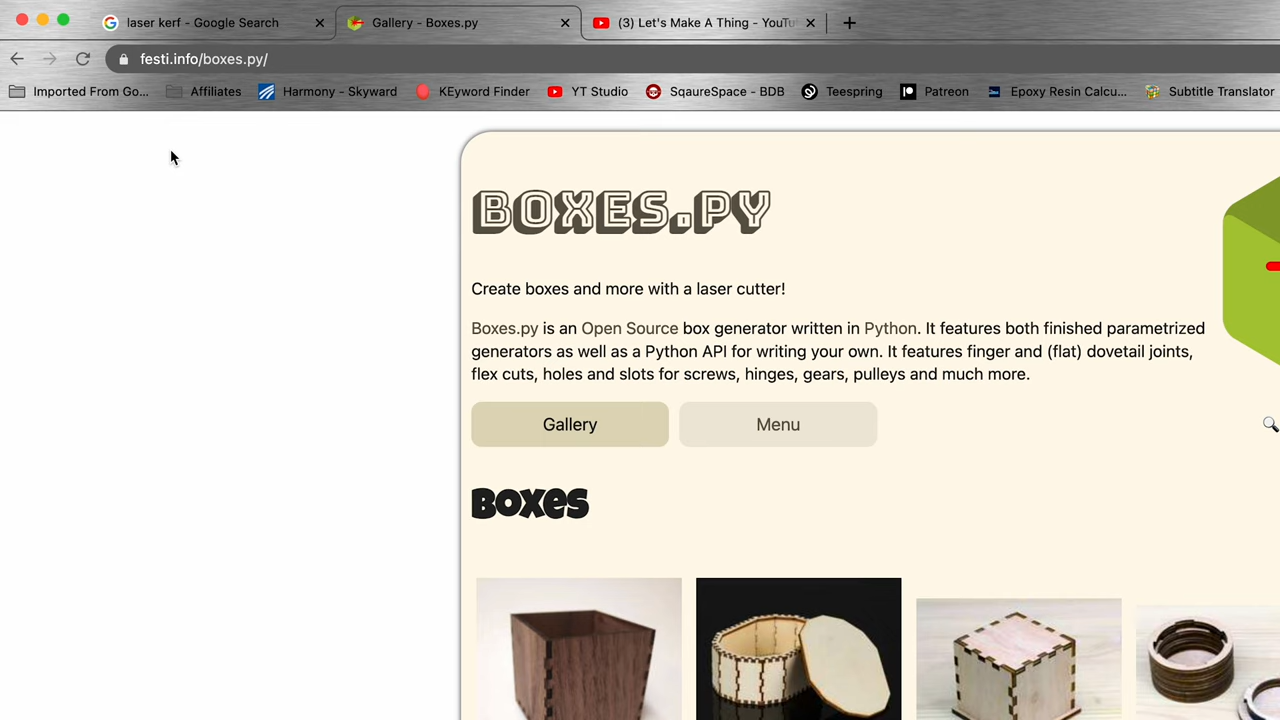 laser kerf - Google Search
Gallery - Boxes.py
(3) Let's Make A Thing - YouTu
festi.info/boxes.py/
Imported From Go...
Affiliates
Harmony - Skyward
KEyword Finder
YT Studio
SqaureSpace - BDB
Teespring
Patreon
Epoxy Resin Calcu...
Subtitle Translator
BOXES.PY
Create boxes and more with a laser cutter!
Boxes.py is an Open Source box generator written in Python. It features both finished parametrized
generators as well as a Python API for writing your own. It features finger and (flat) dovetail joints,
flex cuts, holes and slots for screws, hinges, gears, pulleys and much more.
Gallery
Menu
Boxes